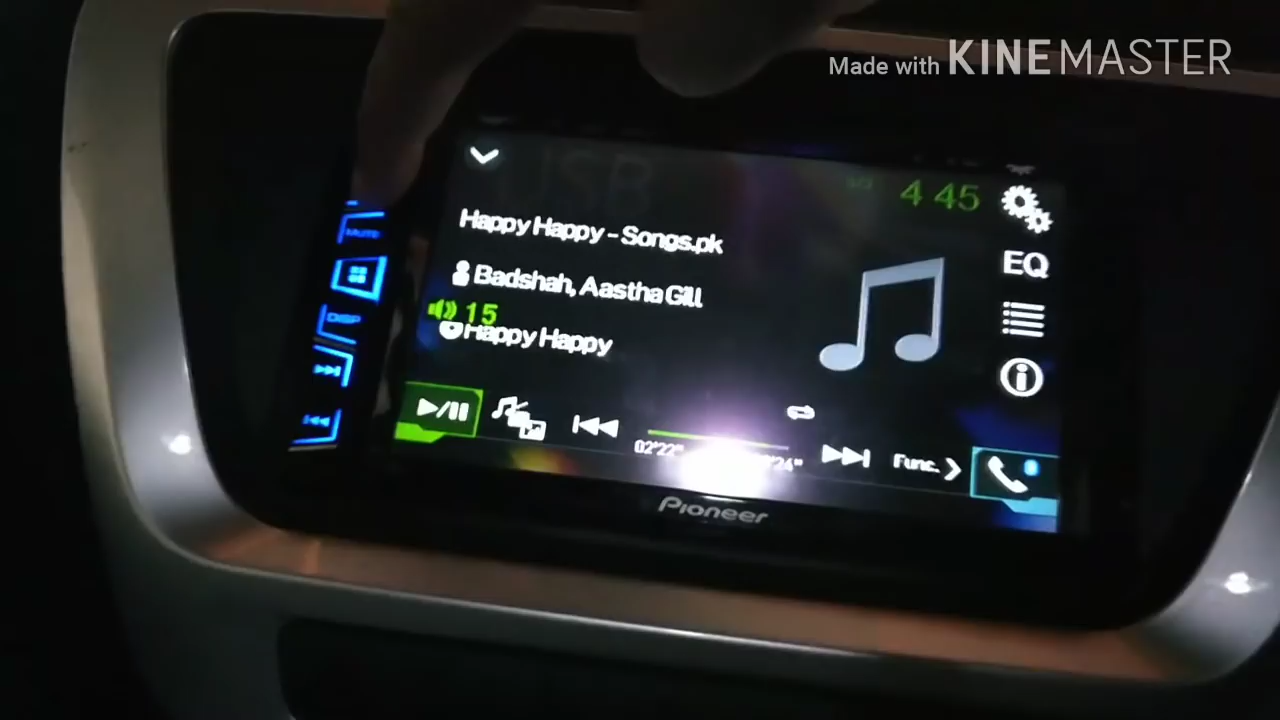 Made with KINEMASTER
USB
4 45
Happy Happy - Songs.pk
EQ
MUTE
Badshah, Aastha Gill
DISP
15
Happy Happy
02'22"
Func.
Pioneer